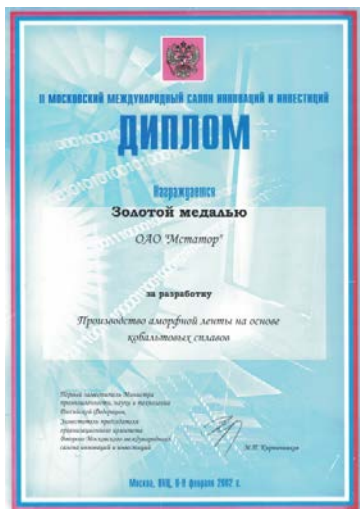 II МОСКОВСКИЙ МЕЖДУНАРОДНЫЙ САЛОН ИННОВАЦИЙ И ИНВЕСТИЦИЙ
ДИПЛОМ
Награждается
Золотой медалью
ОАО "Мстатор"
за разработку
Производство аморфной ленты на основе
кобальтовых сплавов
Первый заместитель Министра
промышленности, науки и технологий
Российской Федерации,
Заместитель председателя
организационного комитета
Второго Московского международного
салона инноваций и инвестиций
М.П. Кирпичников
Москва, ВВЦ, 6-9 февраля 2002 г.